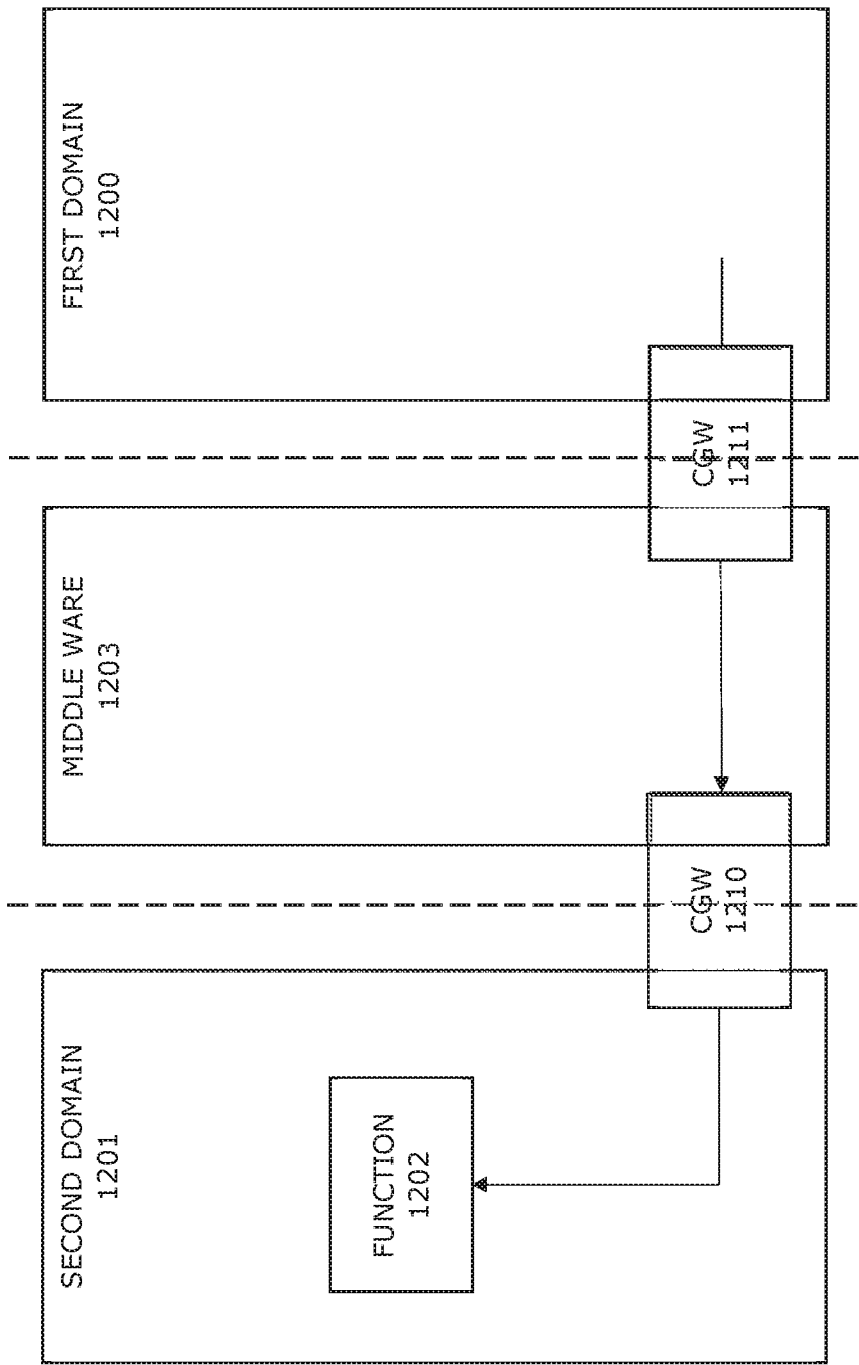 SECOND DOMAIN
1201
FUNCTION
1202
CGW
1210
MIDDLE WARE
1203
CGW
1211
FIRST DOMAIN
1200